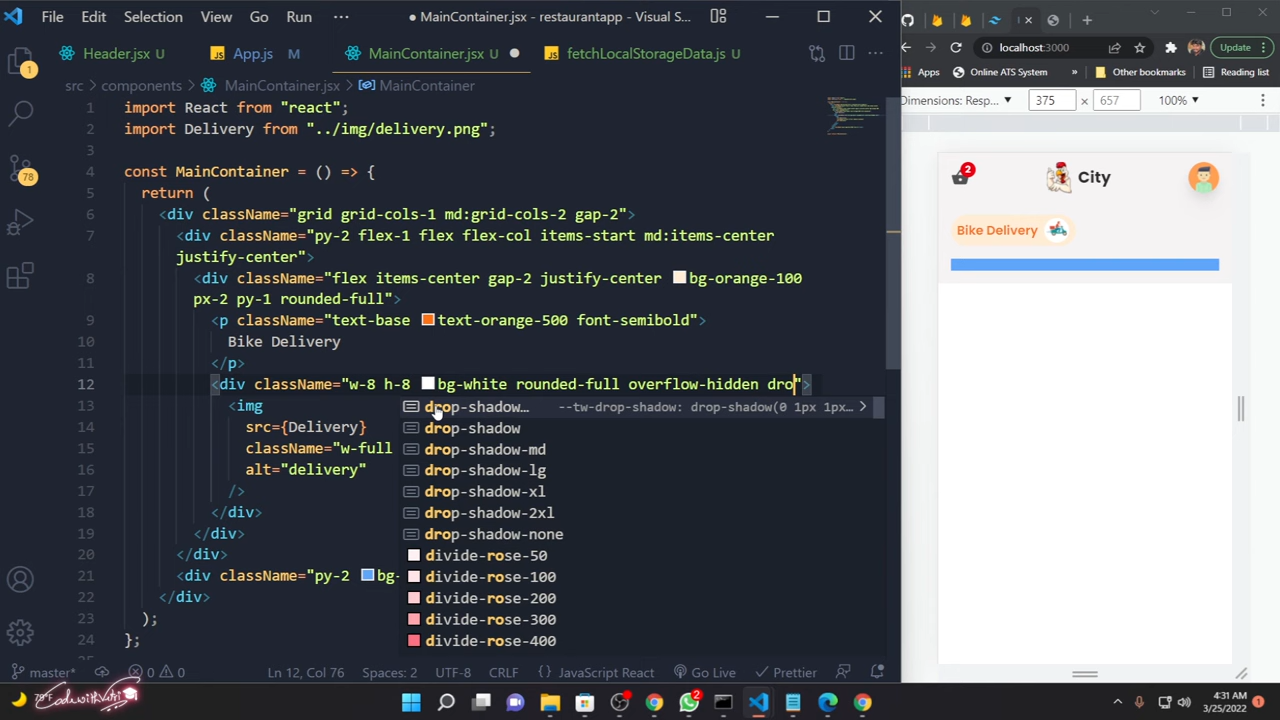 File Edit Selection View Go Run ··· ● MainContainer.jsx - restaurantapp - Visual S...
Header.jsx U JS App.js M MainContainer.jsx U ● JS fetchLocalStorageData.js U
src > components > MainContainer.jsx > MainContainer
1 import React from "react";
2 import Delivery from "../img/delivery.png";
3
4 const MainContainer = () => {
5 return (
6 <div className="grid grid-cols-1 md:grid-cols-2 gap-2">
7 <div className="py-2 flex-1 flex flex-col items-start md:items-center
justify-center">
8 <div className="flex items-center gap-2 justify-center bg-orange-100
px-2 py-1 rounded-full">
9 <p className="text-base text-orange-500 font-semibold">
10 Bike Delivery
11 </p>
12 <div className="w-8 h-8 bg-white rounded-full overflow-hidden dro">
13 <img
14 src={Delivery}
15 className="w-full
16 alt="delivery"
17 />
18 </div>
19 </div>
20 </div>
21 <div className="py-2 bg-
22 </div>
23 );
24 };
drop-shadow… --tw-drop-shadow: drop-shadow(0 1px 1px…
drop-shadow
drop-shadow-md
drop-shadow-lg
drop-shadow-xl
drop-shadow-2xl
drop-shadow-none
divide-rose-50
divide-rose-100
divide-rose-200
divide-rose-300
divide-rose-400
1
78
master* 0 0 Ln 12, Col 76 Spaces: 2 UTF-8 CRLF JavaScript React Go Live Prettier
localhost:3000 Update
Apps Online ATS System » Other bookmarks Reading list
Dimensions: Resp... ▼ 375 × 657 100% ▼
2 City
Bike Delivery
78°F
2
4:31 AM
3/25/2022